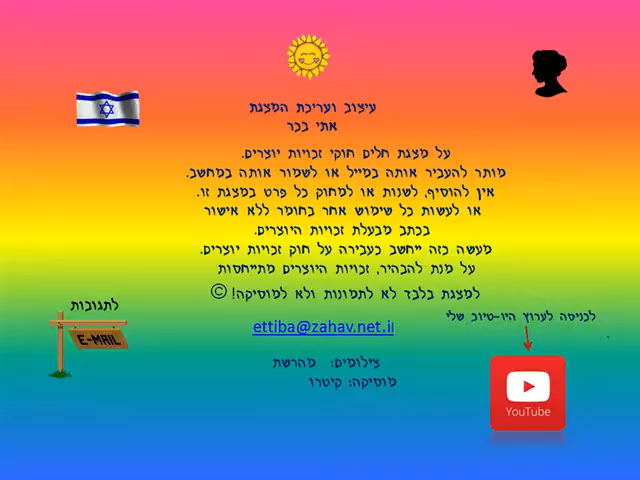 עיצוב ועריכת המצגת
אתי בכר
על מצגת חלים חוקי זכויות יוצרים.
מותר להעביר אותה במייל או לשמור אותה במחשב.
אין להוסיף, לשנות או למחוק כל פרט במצגת זו.
או לעשות כל שימוש אחר בחומר ללא אישור
בכתב מבעלת זכויות היוצרים.
מעשה כזה ייחשב כעבירה על חוק זכויות יוצרים.
על מנת להבהיר, זכויות היוצרים מתייחסות
למצגת בלבד לא לתמונות ולא למוסיקה! ©
לתגובות
E-MAIL
ettiba@zahav.net.il
לכניסה לערוץ היו-טיוב שלי
YouTube
צילומים: מהרשת
מוסיקה: קיטרו